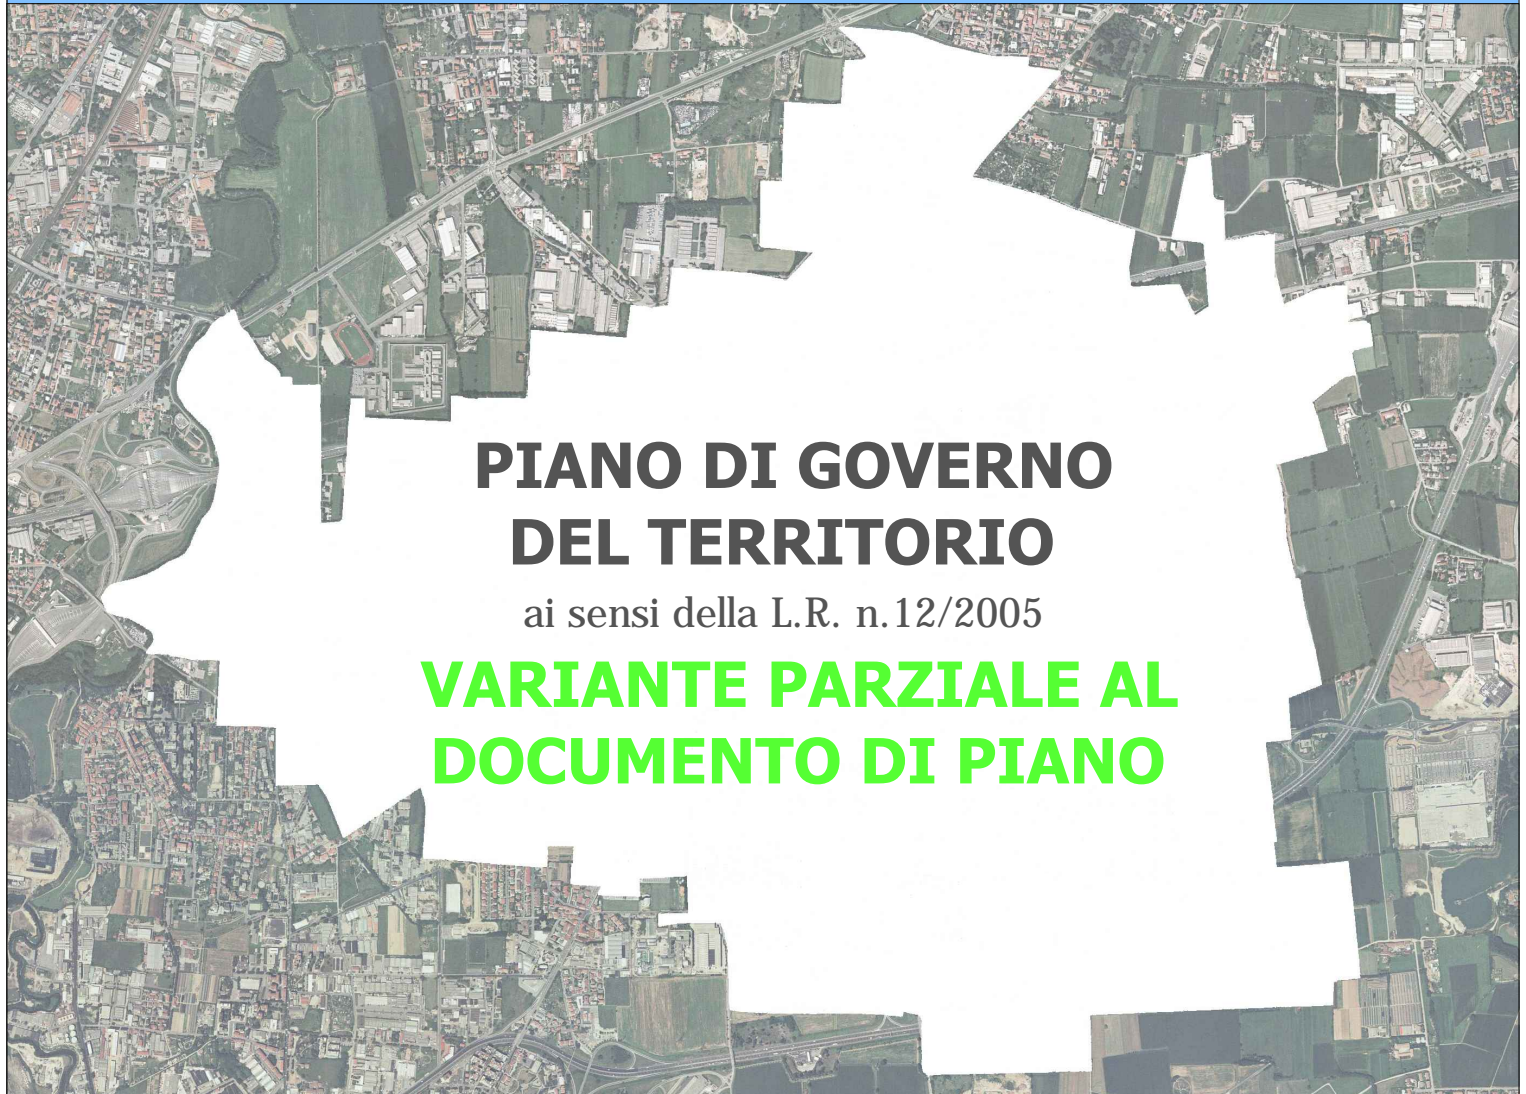 PIANO DI GOVERNO
DEL TERRITORIO
ai sensi della L.R. n.12/2005
VARIANTE PARZIALE AL
DOCUMENTO DI PIANO